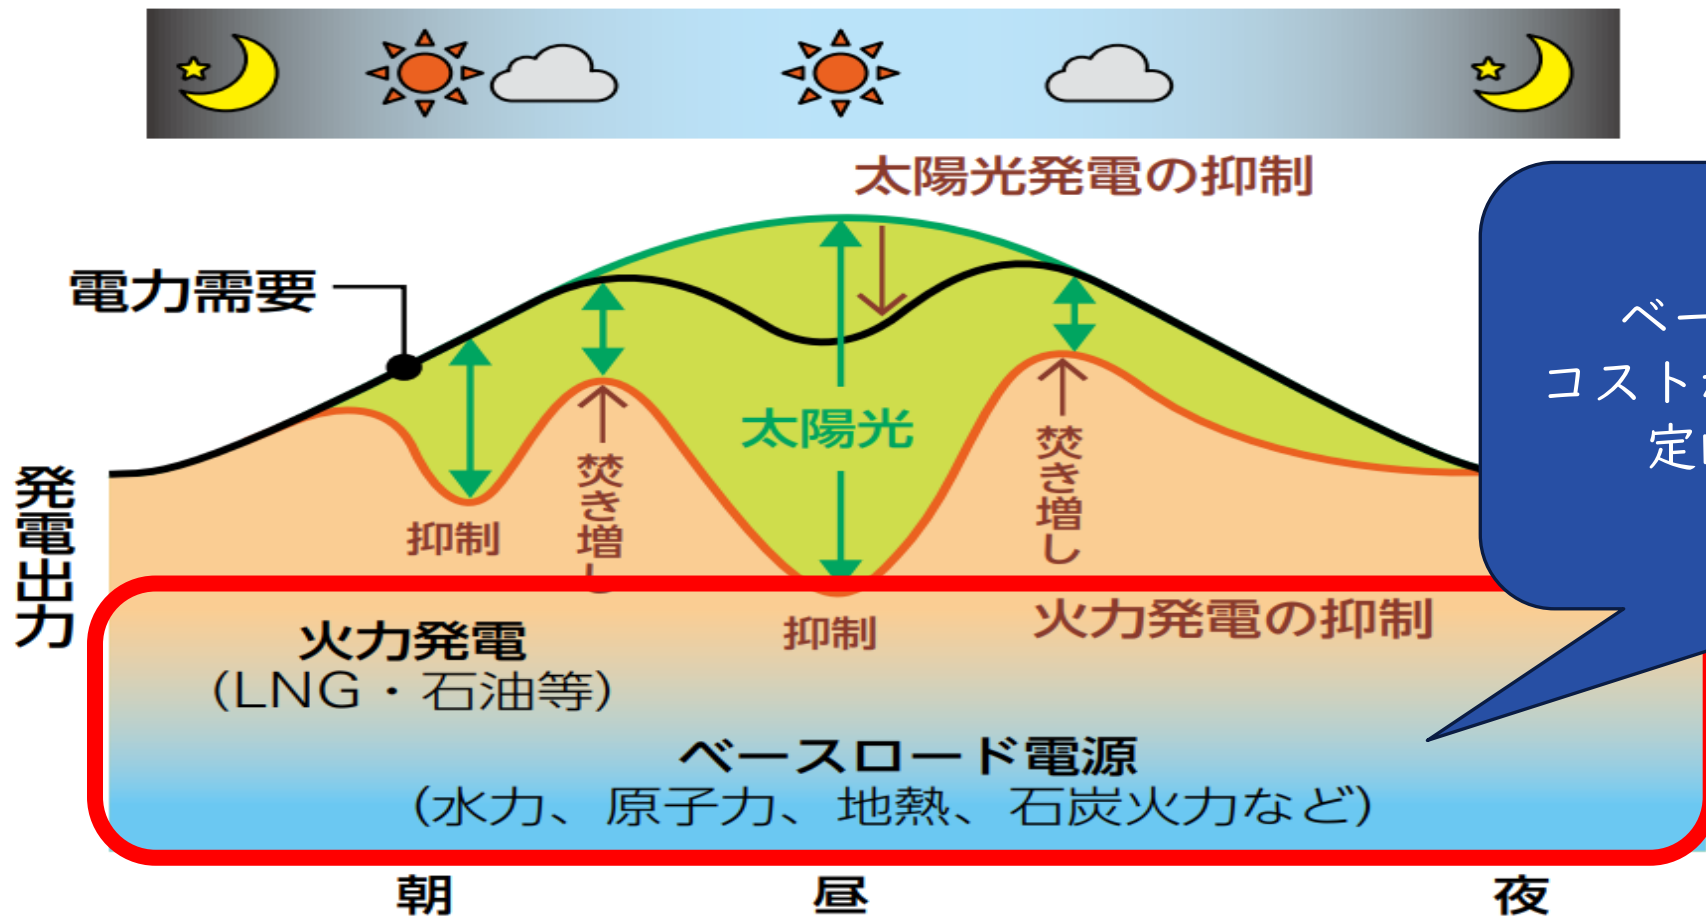 太陽光発電の抑制
電力需要
太陽光
焚き増し
焚き増し
抑制
発電出力
抑制
火力発電の抑制
火力発電
(LNG・石油等)
ベースロード電源
(水力、原子力、地熱、石炭火力など)
朝
昼
夜
ベー
コスト
定